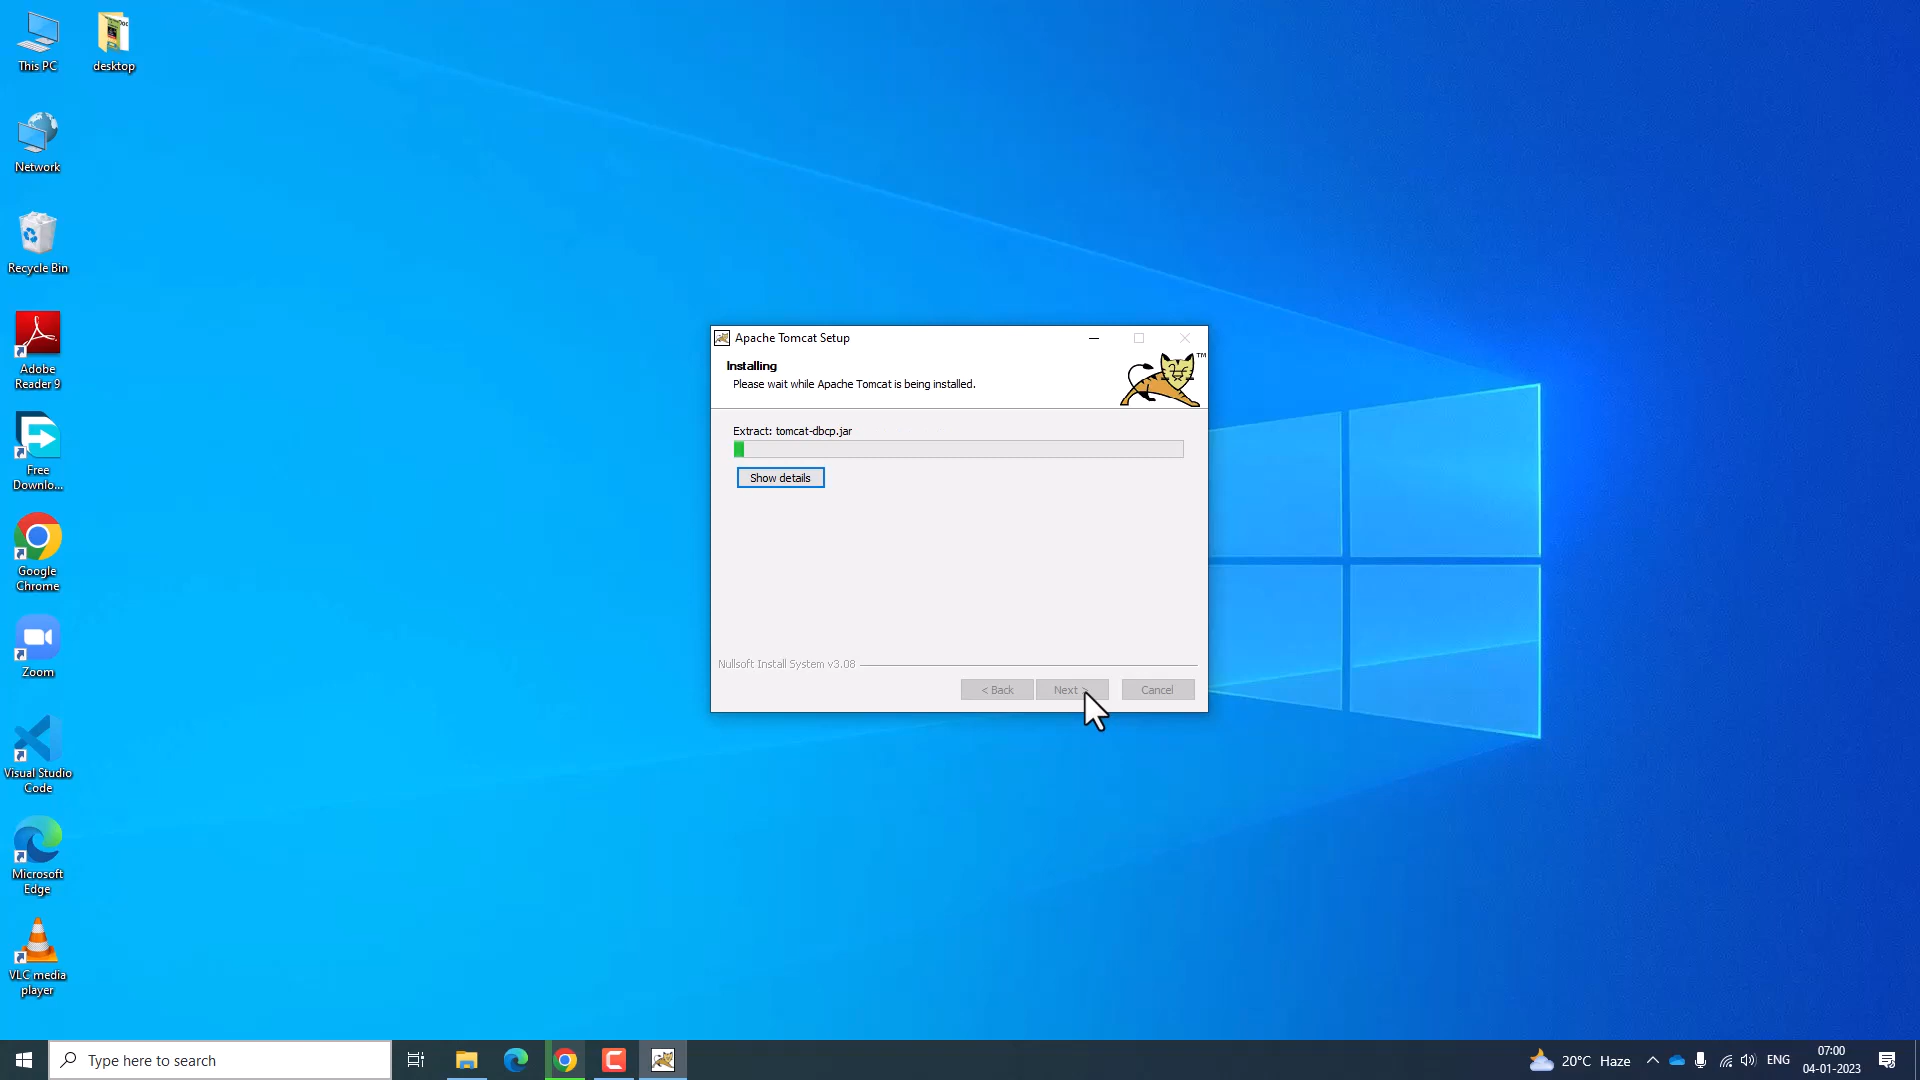 This PC
desktop
Network
Recycle Bin
Adobe
Reader 9
Free
Downlo...
Google
Chrome
Zoom
Visual Studio
Code
Microsoft
Edge
VLC media
player
Apache Tomcat Setup
Installing
Please wait while Apache Tomcat is being installed.
TM
Extract: tomcat-dbcp.jar
Show details
Nullsoft Install System v3.08
< Back
Next >
Cancel
Type here to search
20°C Haze
ENG
07:00
04-01-2023